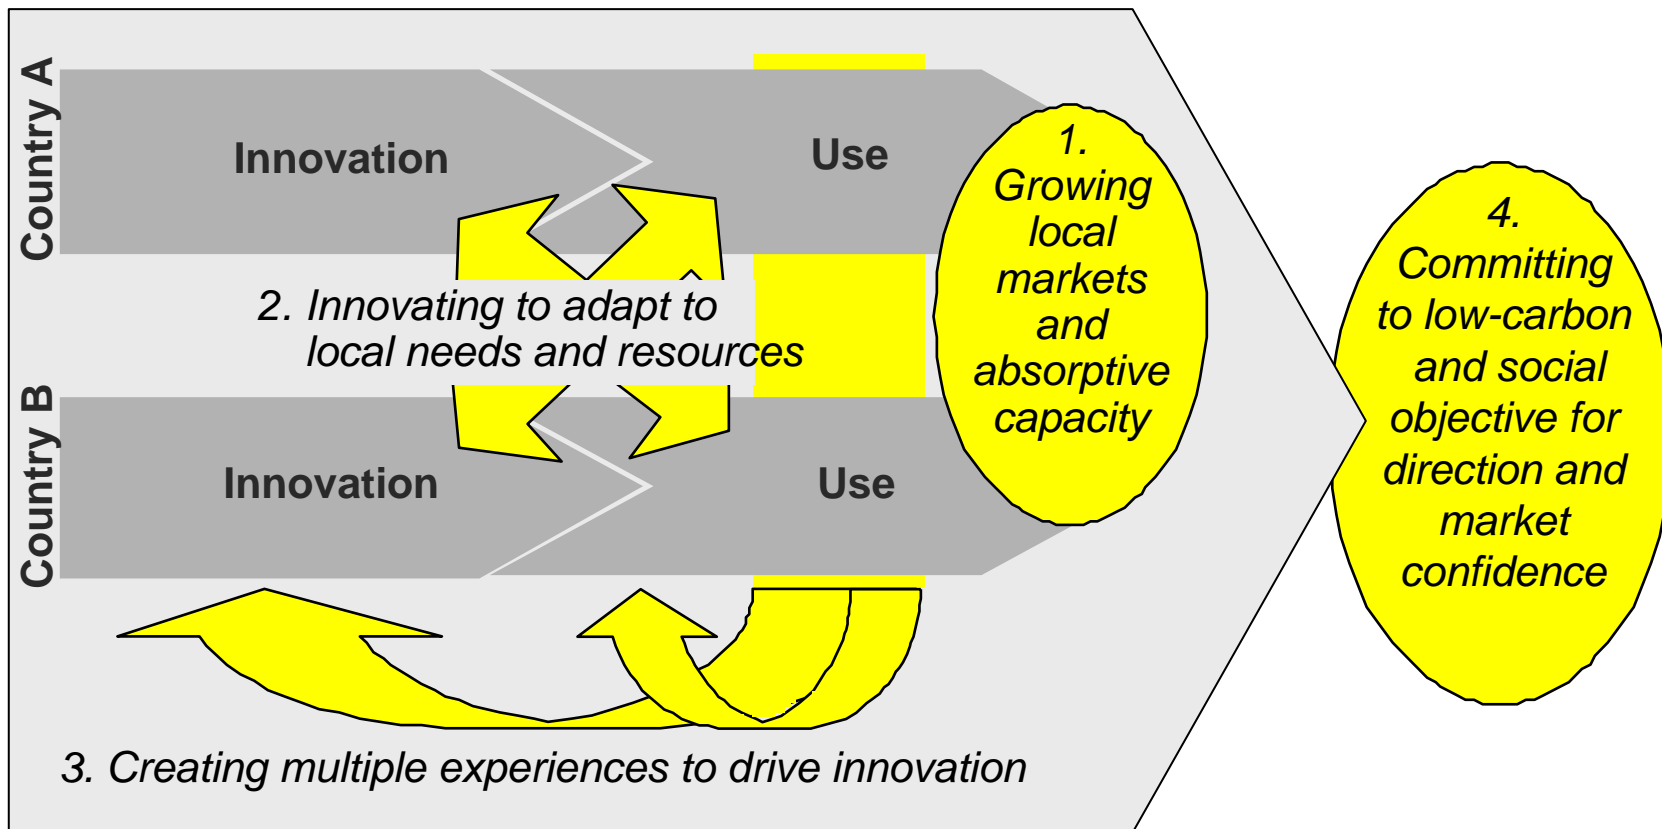 Country A
Innovation
Use
1.
Growing
local
markets
and
absorptive
capacity
2. Innovating to adapt to
local needs and resources
Country B
Innovation
Use
3. Creating multiple experiences to drive innovation
4.
Committing
to low-carbon
and social
objective for
direction and
market
confidence